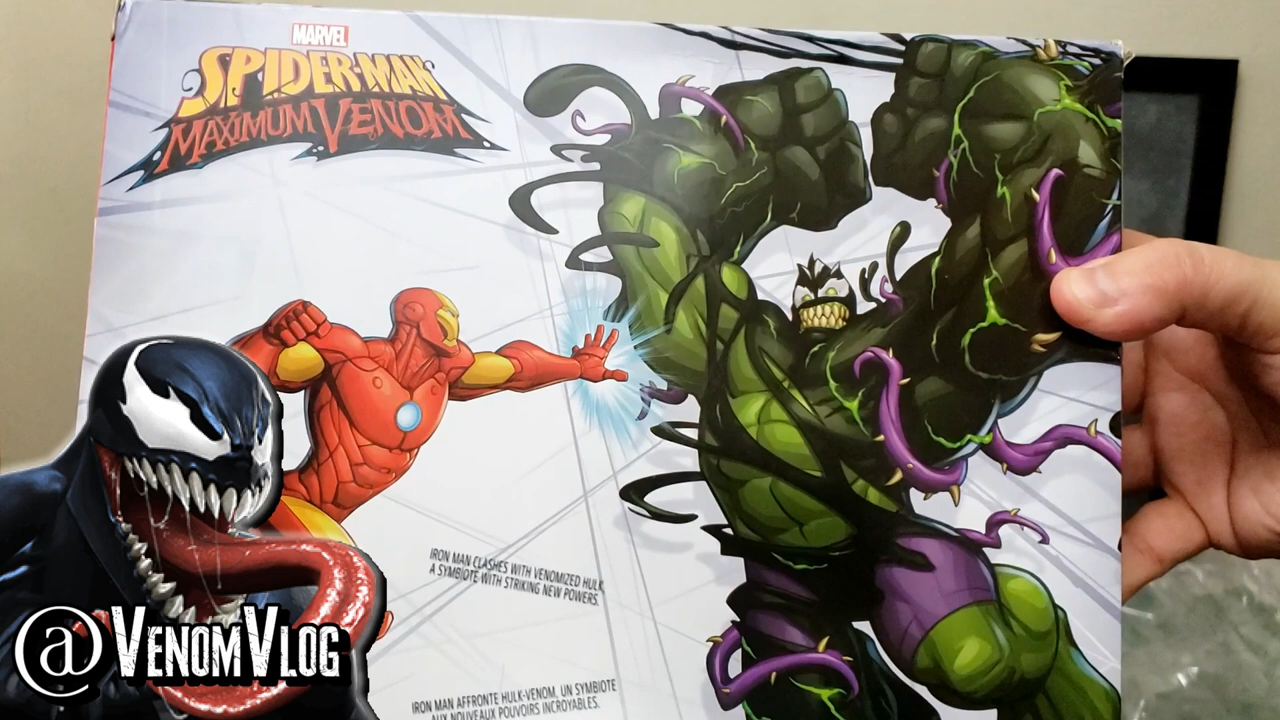 MARVEL
SPIDER-MAN
MAXIMUM VENOM
IRON MAN CLASHES WITH VENOMIZED HULK,
A SYMBIOTE WITH STRIKING NEW POWERS.
@VENOMVLOG
IRON MAN AFFRONTE HULK-VENOM, UN SYMBIOTE
AUX NOUVEAUX POUVOIRS INCROYABLES.